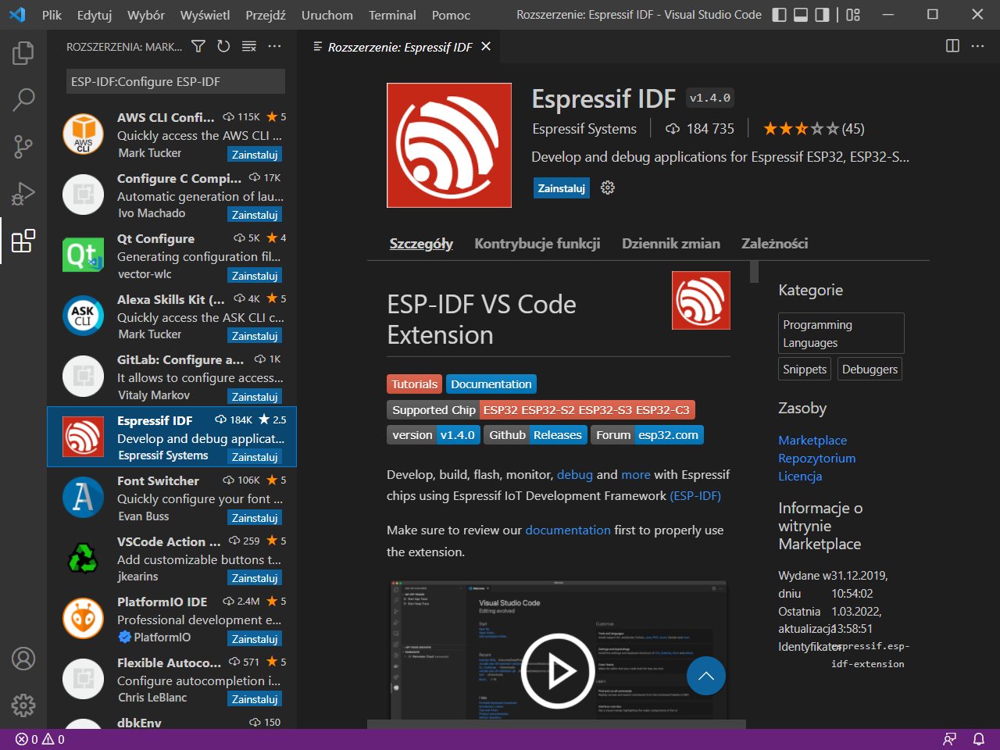 Plik Edytuj Wybór Wyświetl Przejdź Uruchom Terminal Pomoc Rozszerzenie: Espressif IDF - Visual Studio Code
ROZSZERZENIA: MARK...
ESP-IDF:Configure ESP-IDF
AWS CLI Confi... 115K 5
Quickly access the AWS CLI ...
Mark Tucker Zainstaluj
AWS
CLI
Configure C Compi... 17K
Automatic generation of lau...
Ivo Machado Zainstaluj
Qt Configure 5K 4
Generating configuration fil...
vector-wlc Zainstaluj
Qt
Alexa Skills Kit (... 4K 5
Quickly access the ASK CLI c...
Mark Tucker Zainstaluj
ASK
CLI
GitLab: Configure a... 1K
It allows to configure access...
Vitaly Markov Zainstaluj
Espressif IDF 184K 2.5
Develop and debug applicat...
Espressif Systems Zainstaluj
Font Switcher 106K 5
Quickly configure your font ...
Evan Buss Zainstaluj
A
VSCode Action ... 259 5
Add customizable buttons t...
jkearins Zainstaluj
PlatformIO IDE 2.4M 5
Professional development e...
PlatformIO Zainstaluj
Flexible Autoco... 571 5
Configure autocompletion i...
Chris LeBlanc Zainstaluj
dbkEnv 150
Rozszerzenie: Espressif IDF
Espressif IDF v1.4.0
Espressif Systems 184 735 (45)
Develop and debug applications for Espressif ESP32, ESP32-S...
Zainstaluj
Szczegóły Kontrybucje funkcji Dziennik zmian Zależności
ESP-IDF VS Code
Extension
Tutorials Documentation
Supported Chip ESP32 ESP32-S2 ESP32-S3 ESP32-C3
version v1.4.0 Github Releases Forum esp32.com
Develop, build, flash, monitor, debug and more with Espressif
chips using Espressif IoT Development Framework (ESP-IDF)
Make sure to review our documentation first to properly use
the extension.
Visual Studio Code
Editing evolved
Start
Recent
Help
Customize
Learn
Kategorie
Programming
Languages
Snippets Debuggers
Zasoby
Marketplace
Repozytorium
Licencja
Informacje o
witrynie
Marketplace
Wydane w 31.12.2019,
dniu 10:54:02
Ostatnia 1.03.2022,
aktualizacja 13:58:51
Identyfikator espressif.esp-
idf-extension
0 0